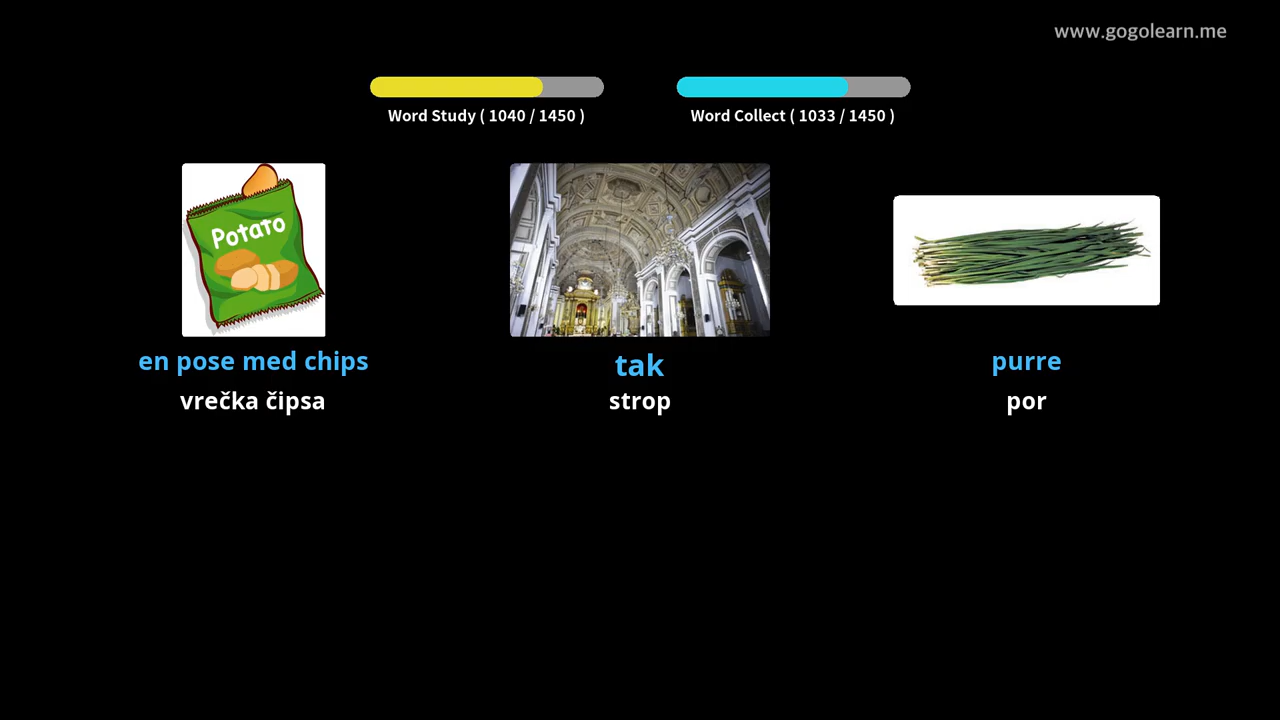 www.gogolearn.me
Word Study ( 1040 / 1450 )
Word Collect ( 1033 / 1450 )
Potato
en pose med chips
vrečka čipsa
tak
strop
purre
por